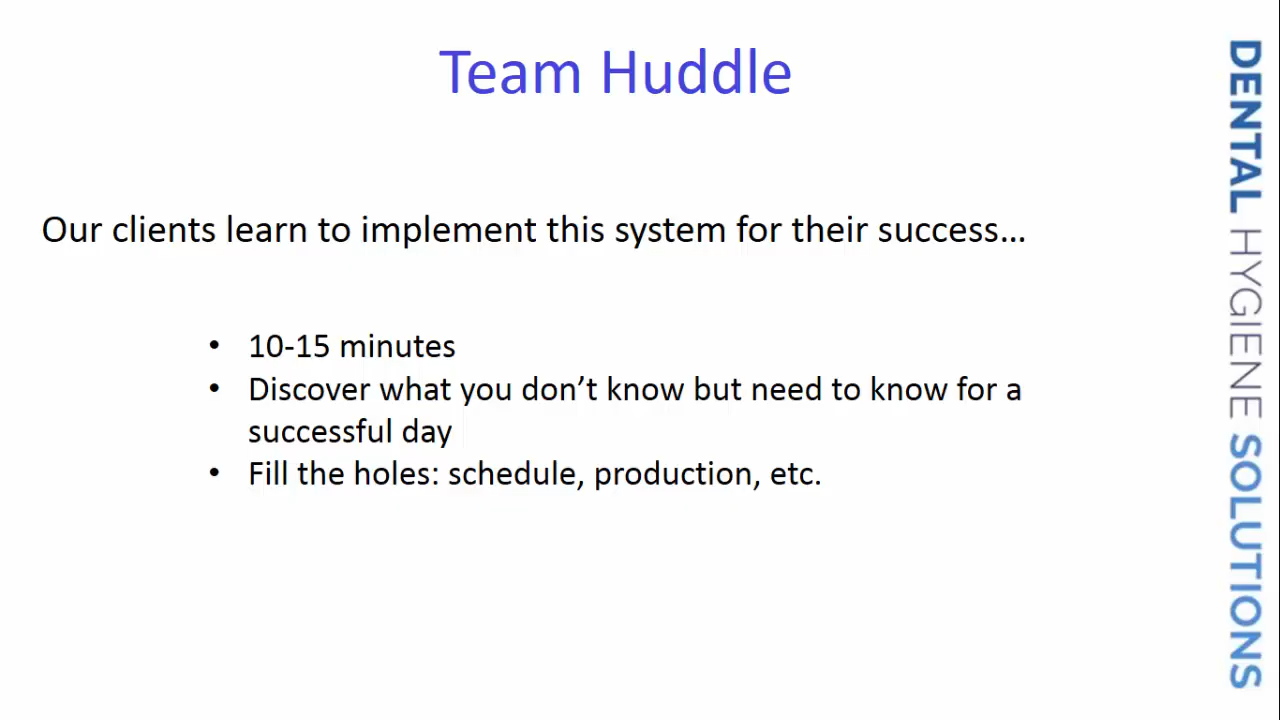 Team Huddle
Our clients learn to implement this system for their success…
• 10-15 minutes
• Discover what you don’t know but need to know for a
successful day
• Fill the holes: schedule, production, etc.
DENTAL HYGIENE SOLUTIONS